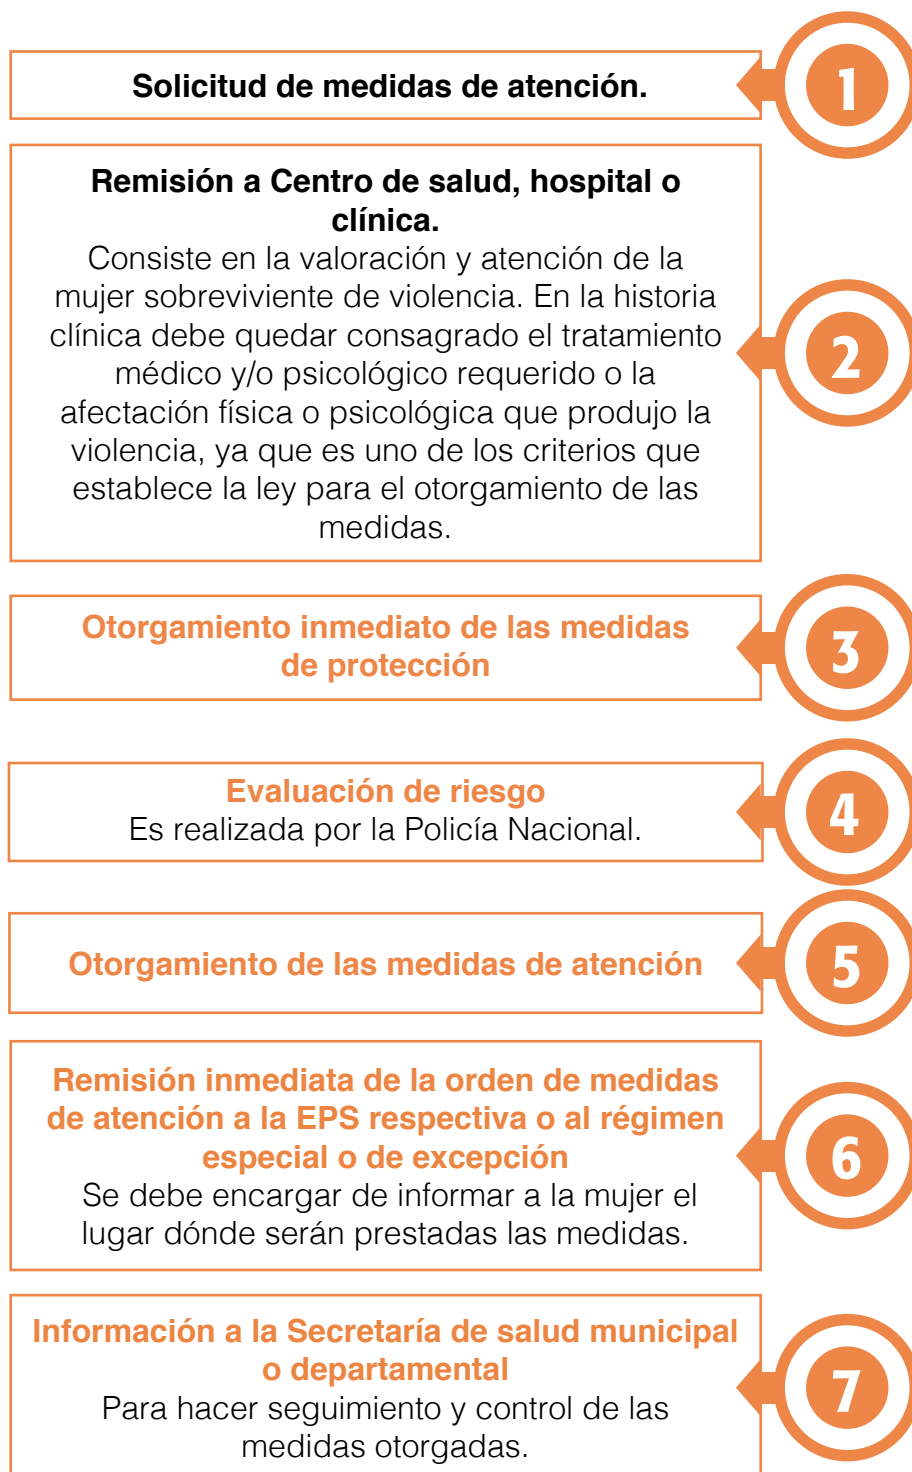 Solicitud de medidas de atención.
1
Remisión a Centro de salud, hospital o
clínica.
Consiste en la valoración y atención de la
mujer sobreviviente de violencia. En la historia
clínica debe quedar consagrado el tratamiento
médico y/o psicológico requerido o la
afectación física o psicológica que produjo la
violencia, ya que es uno de los criterios que
establece la ley para el otorgamiento de las
medidas.
2
Otorgamiento inmediato de las medidas
de protección
3
Evaluación de riesgo
Es realizada por la Policía Nacional.
4
Otorgamiento de las medidas de atención
5
Remisión inmediata de la orden de medidas
de atención a la EPS respectiva o al régimen
especial o de excepción
Se debe encargar de informar a la mujer el
lugar dónde serán prestadas las medidas.
6
Información a la Secretaría de salud municipal
o departamental
Para hacer seguimiento y control de las
medidas otorgadas.
7